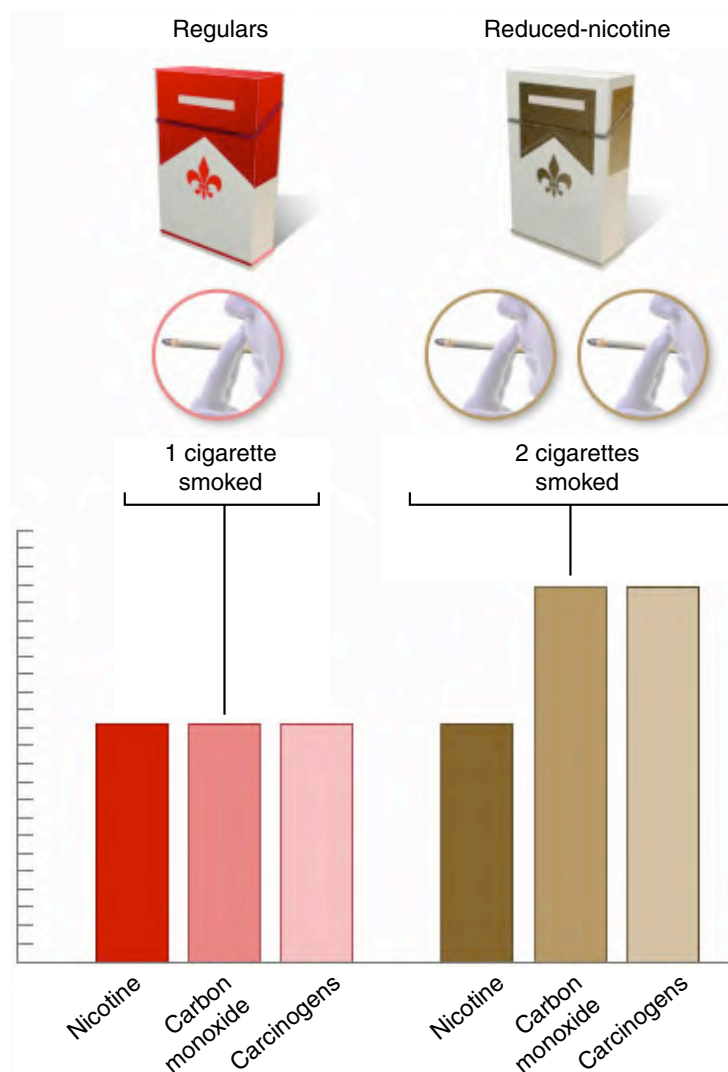 Regulars
Reduced-nicotine
1 cigarette
smoked
2 cigarettes
smoked
Nicotine
Carbon
monoxide
Carcinogens
Nicotine
Carbon
monoxide
Carcinogens